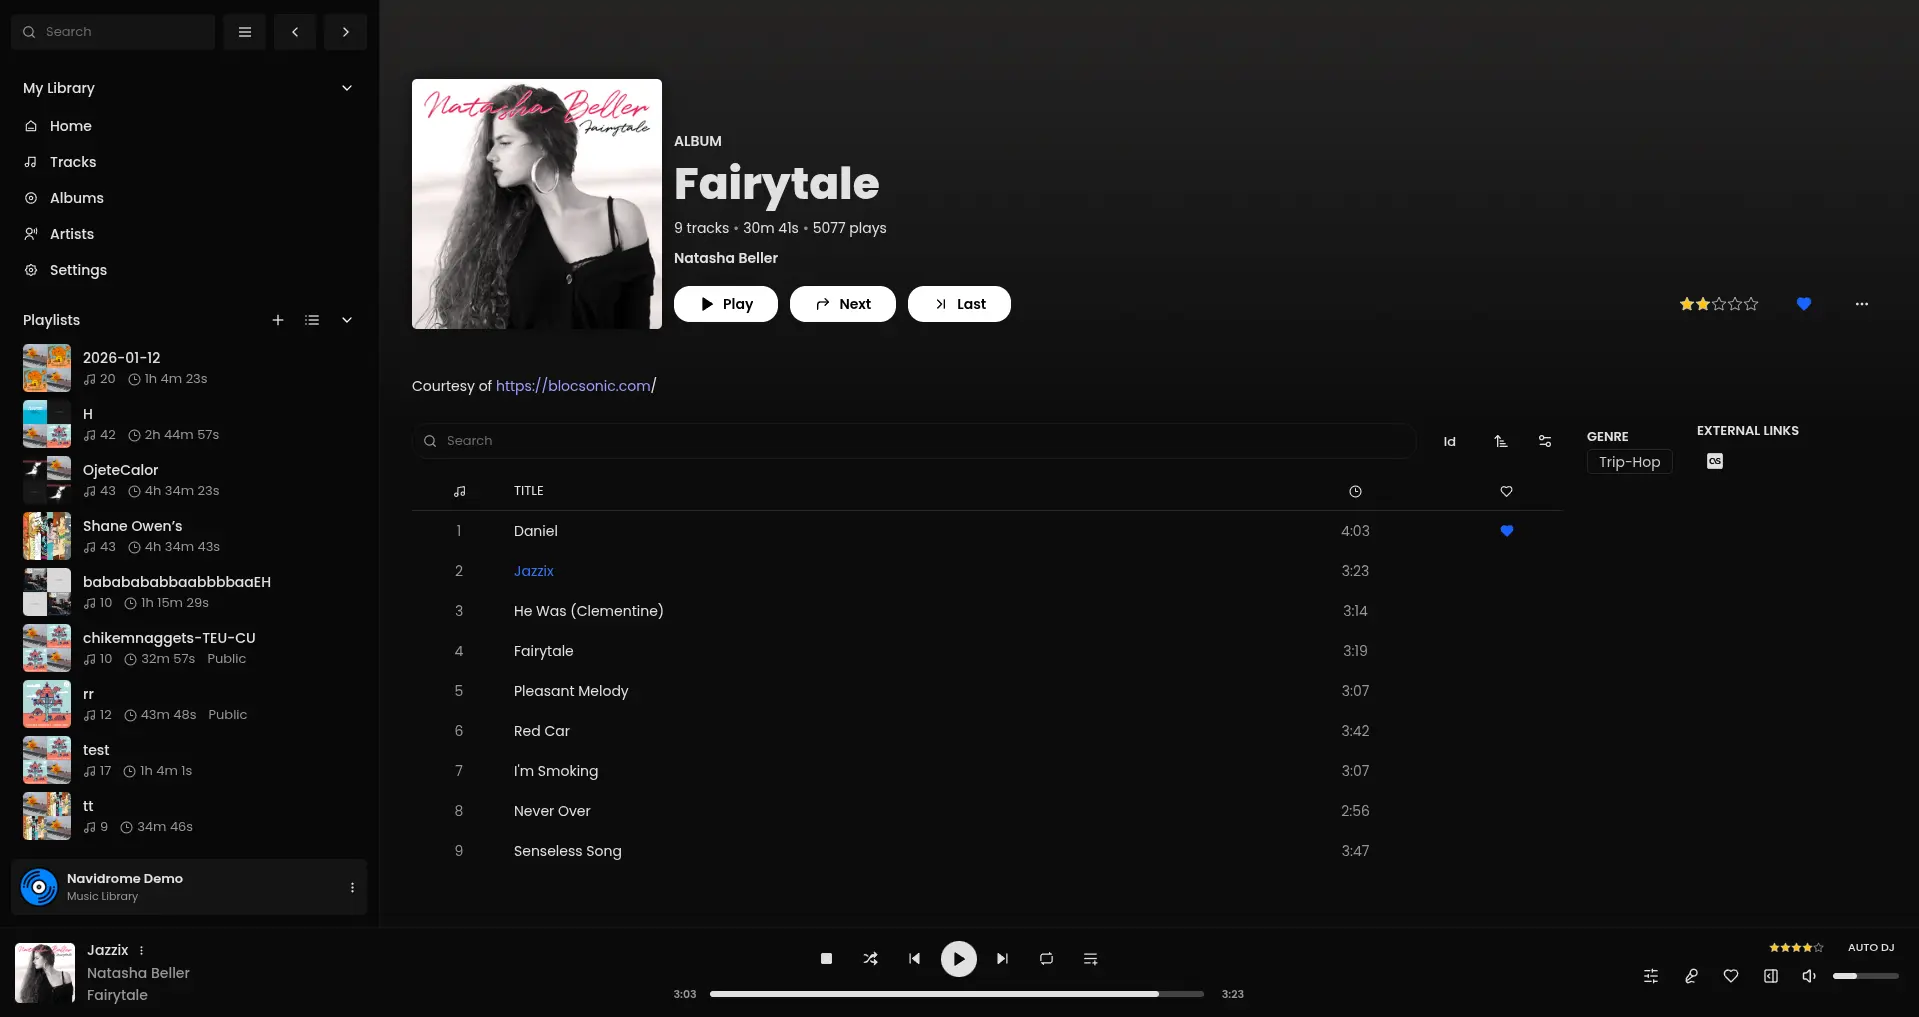 Search
My Library
Home
Tracks
Albums
Artists
Settings
Playlists
2026-01-12
20 1h 4m 23s
H
42 2h 44m 57s
OjeteCalor
43 4h 34m 23s
Shane Owen's
43 4h 34m 43s
babababab​baabbbbaaEH
10 1h 15m 29s
chikemnaggets-TEU-CU
10 32m 57s Public
rr
12 43m 48s Public
test
17 1h 4m 1s
tt
9 34m 46s
Navidrome Demo
Music Library
Natasha Beller
Fairytale
ALBUM
Fairytale
9 tracks • 30m 41s • 5077 plays
Natasha Beller
Play Next Last
Courtesy of https://blocsonic.com/
Search Id
TITLE
1 Daniel 4:03
2 Jazzix 3:23
3 He Was (Clementine) 3:14
4 Fairytale 3:19
5 Pleasant Melody 3:07
6 Red Car 3:42
7 I'm Smoking 3:07
8 Never Over 2:56
9 Senseless Song 3:47
GENRE
Trip-Hop
EXTERNAL LINKS
Jazzix
Natasha Beller
Fairytale
3:03 3:23
AUTO DJ